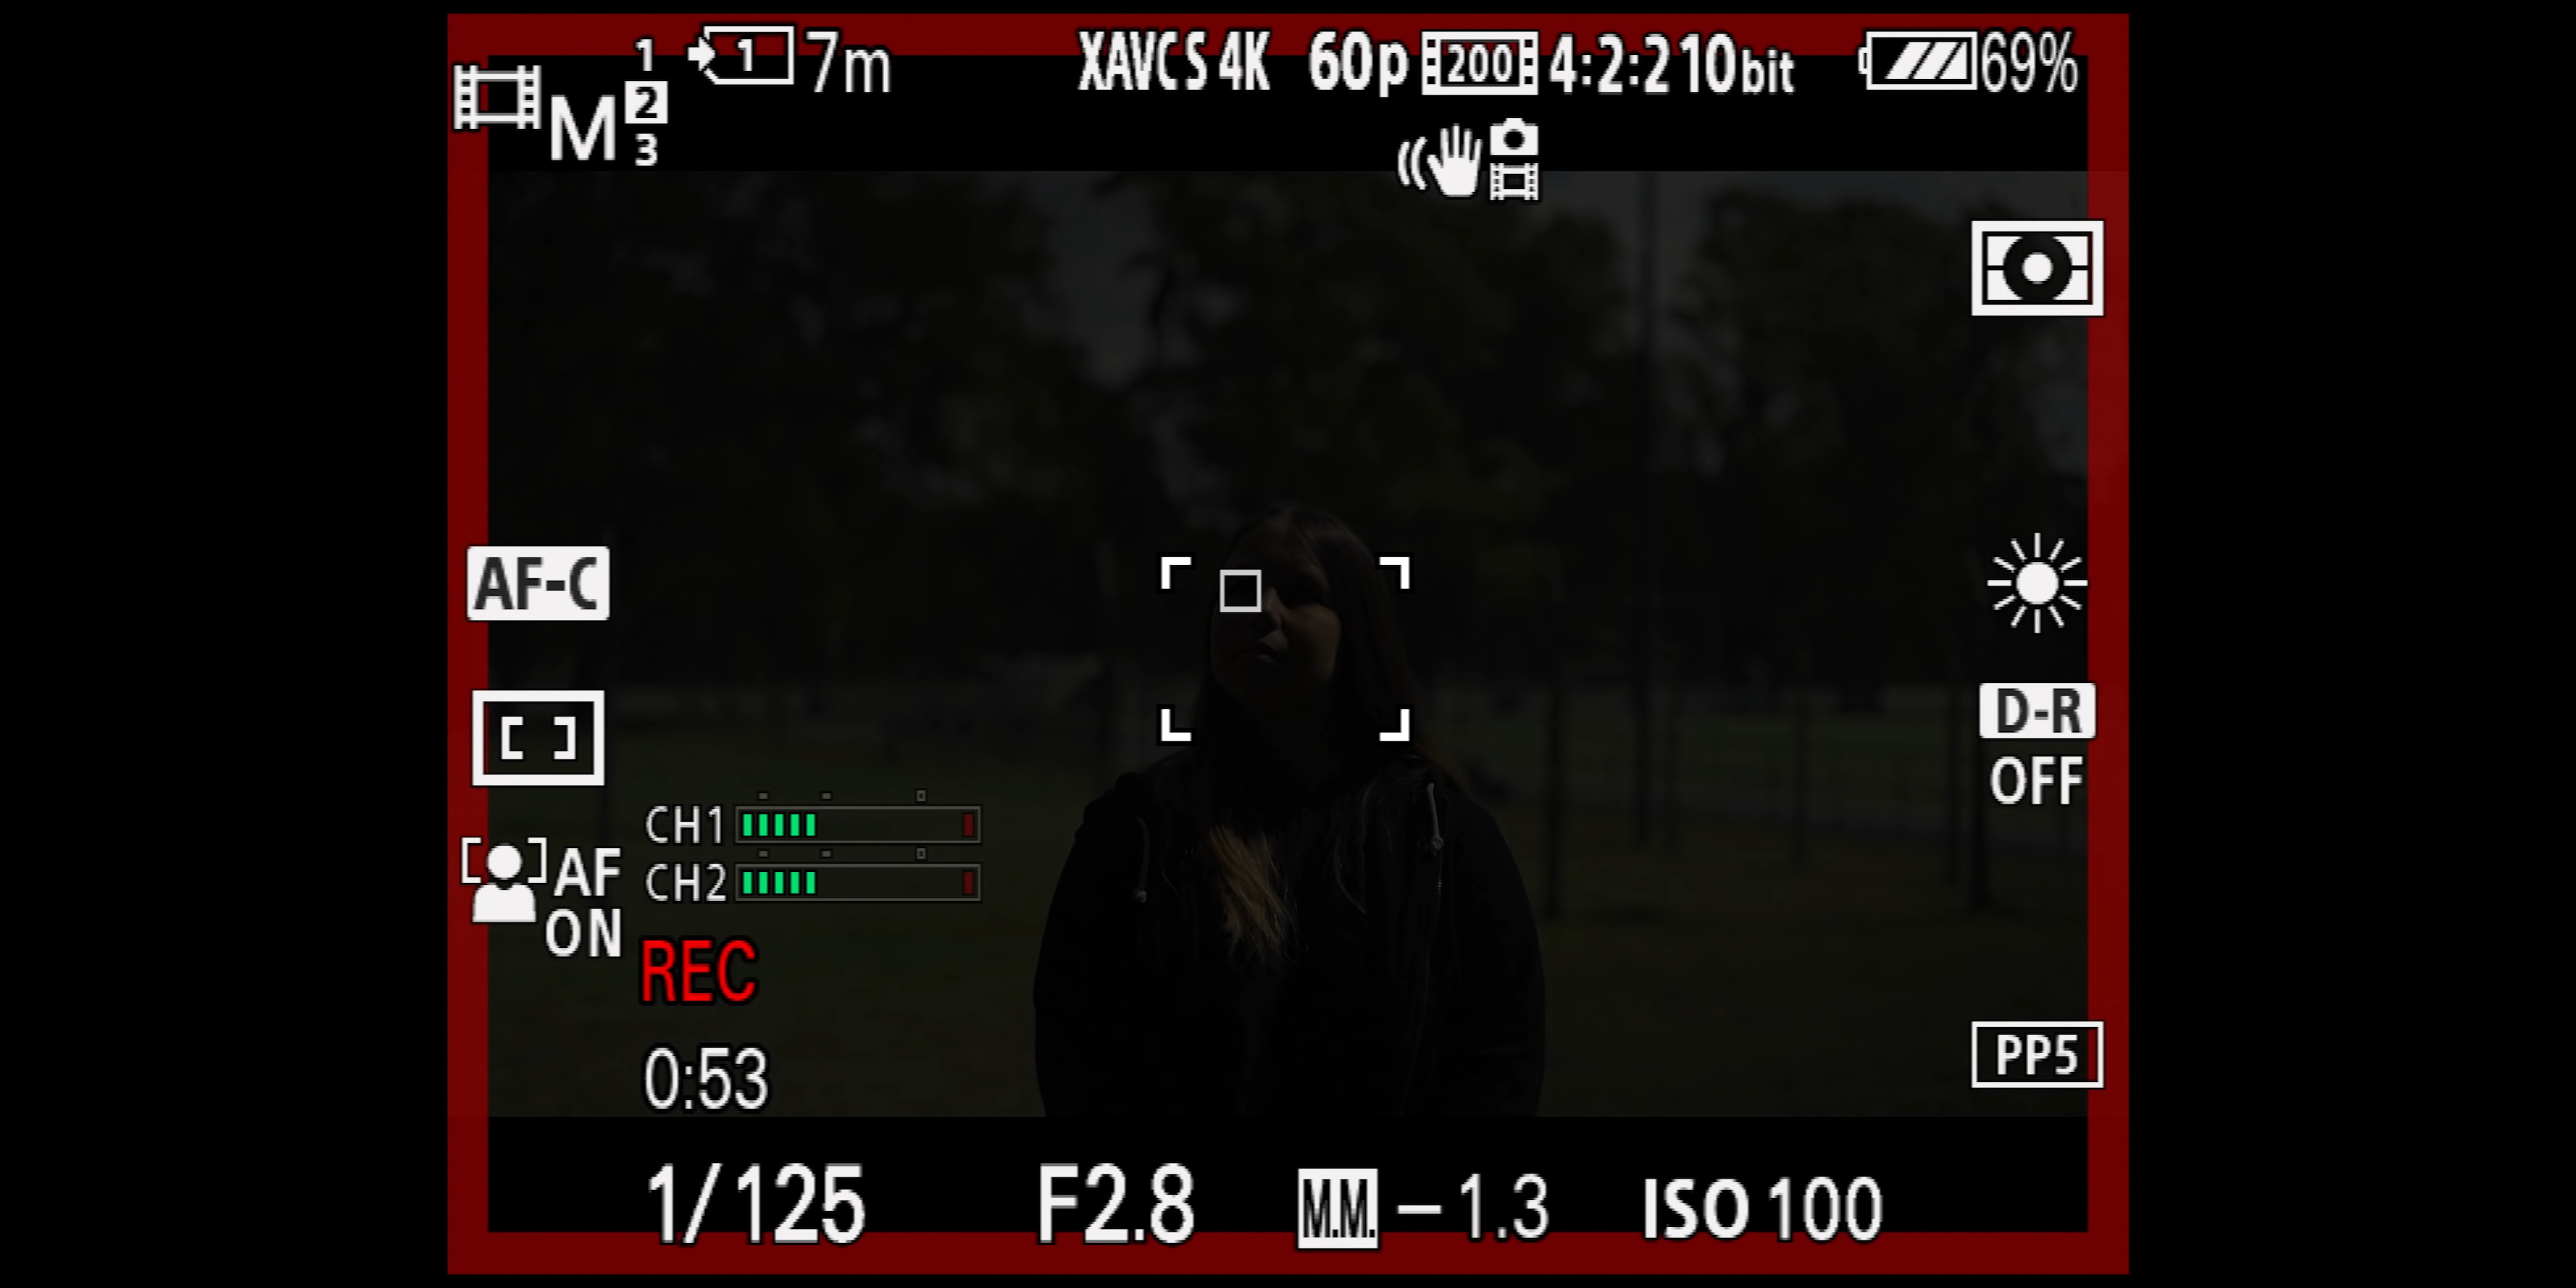 M 1 2 3
1 7m XAVC S 4K 60p 200 4:2:2 10bit 69%
AF-C
D-R
OFF
CH1
CH2
AF
ON
REC
0:53
PP5
1/125 F2.8 M.M. –1.3 ISO 100